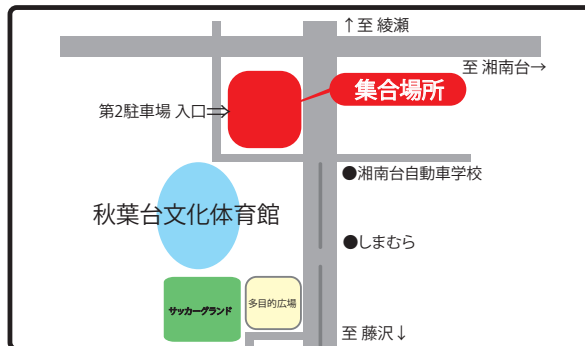 ↑至 綾瀬
至 湘南台→
集合場所
第2駐車場 入口⇒
●湘南台自動車学校
秋葉台文化体育館
●しまむら
サッカーグランド
多目的広場
至 藤沢↓